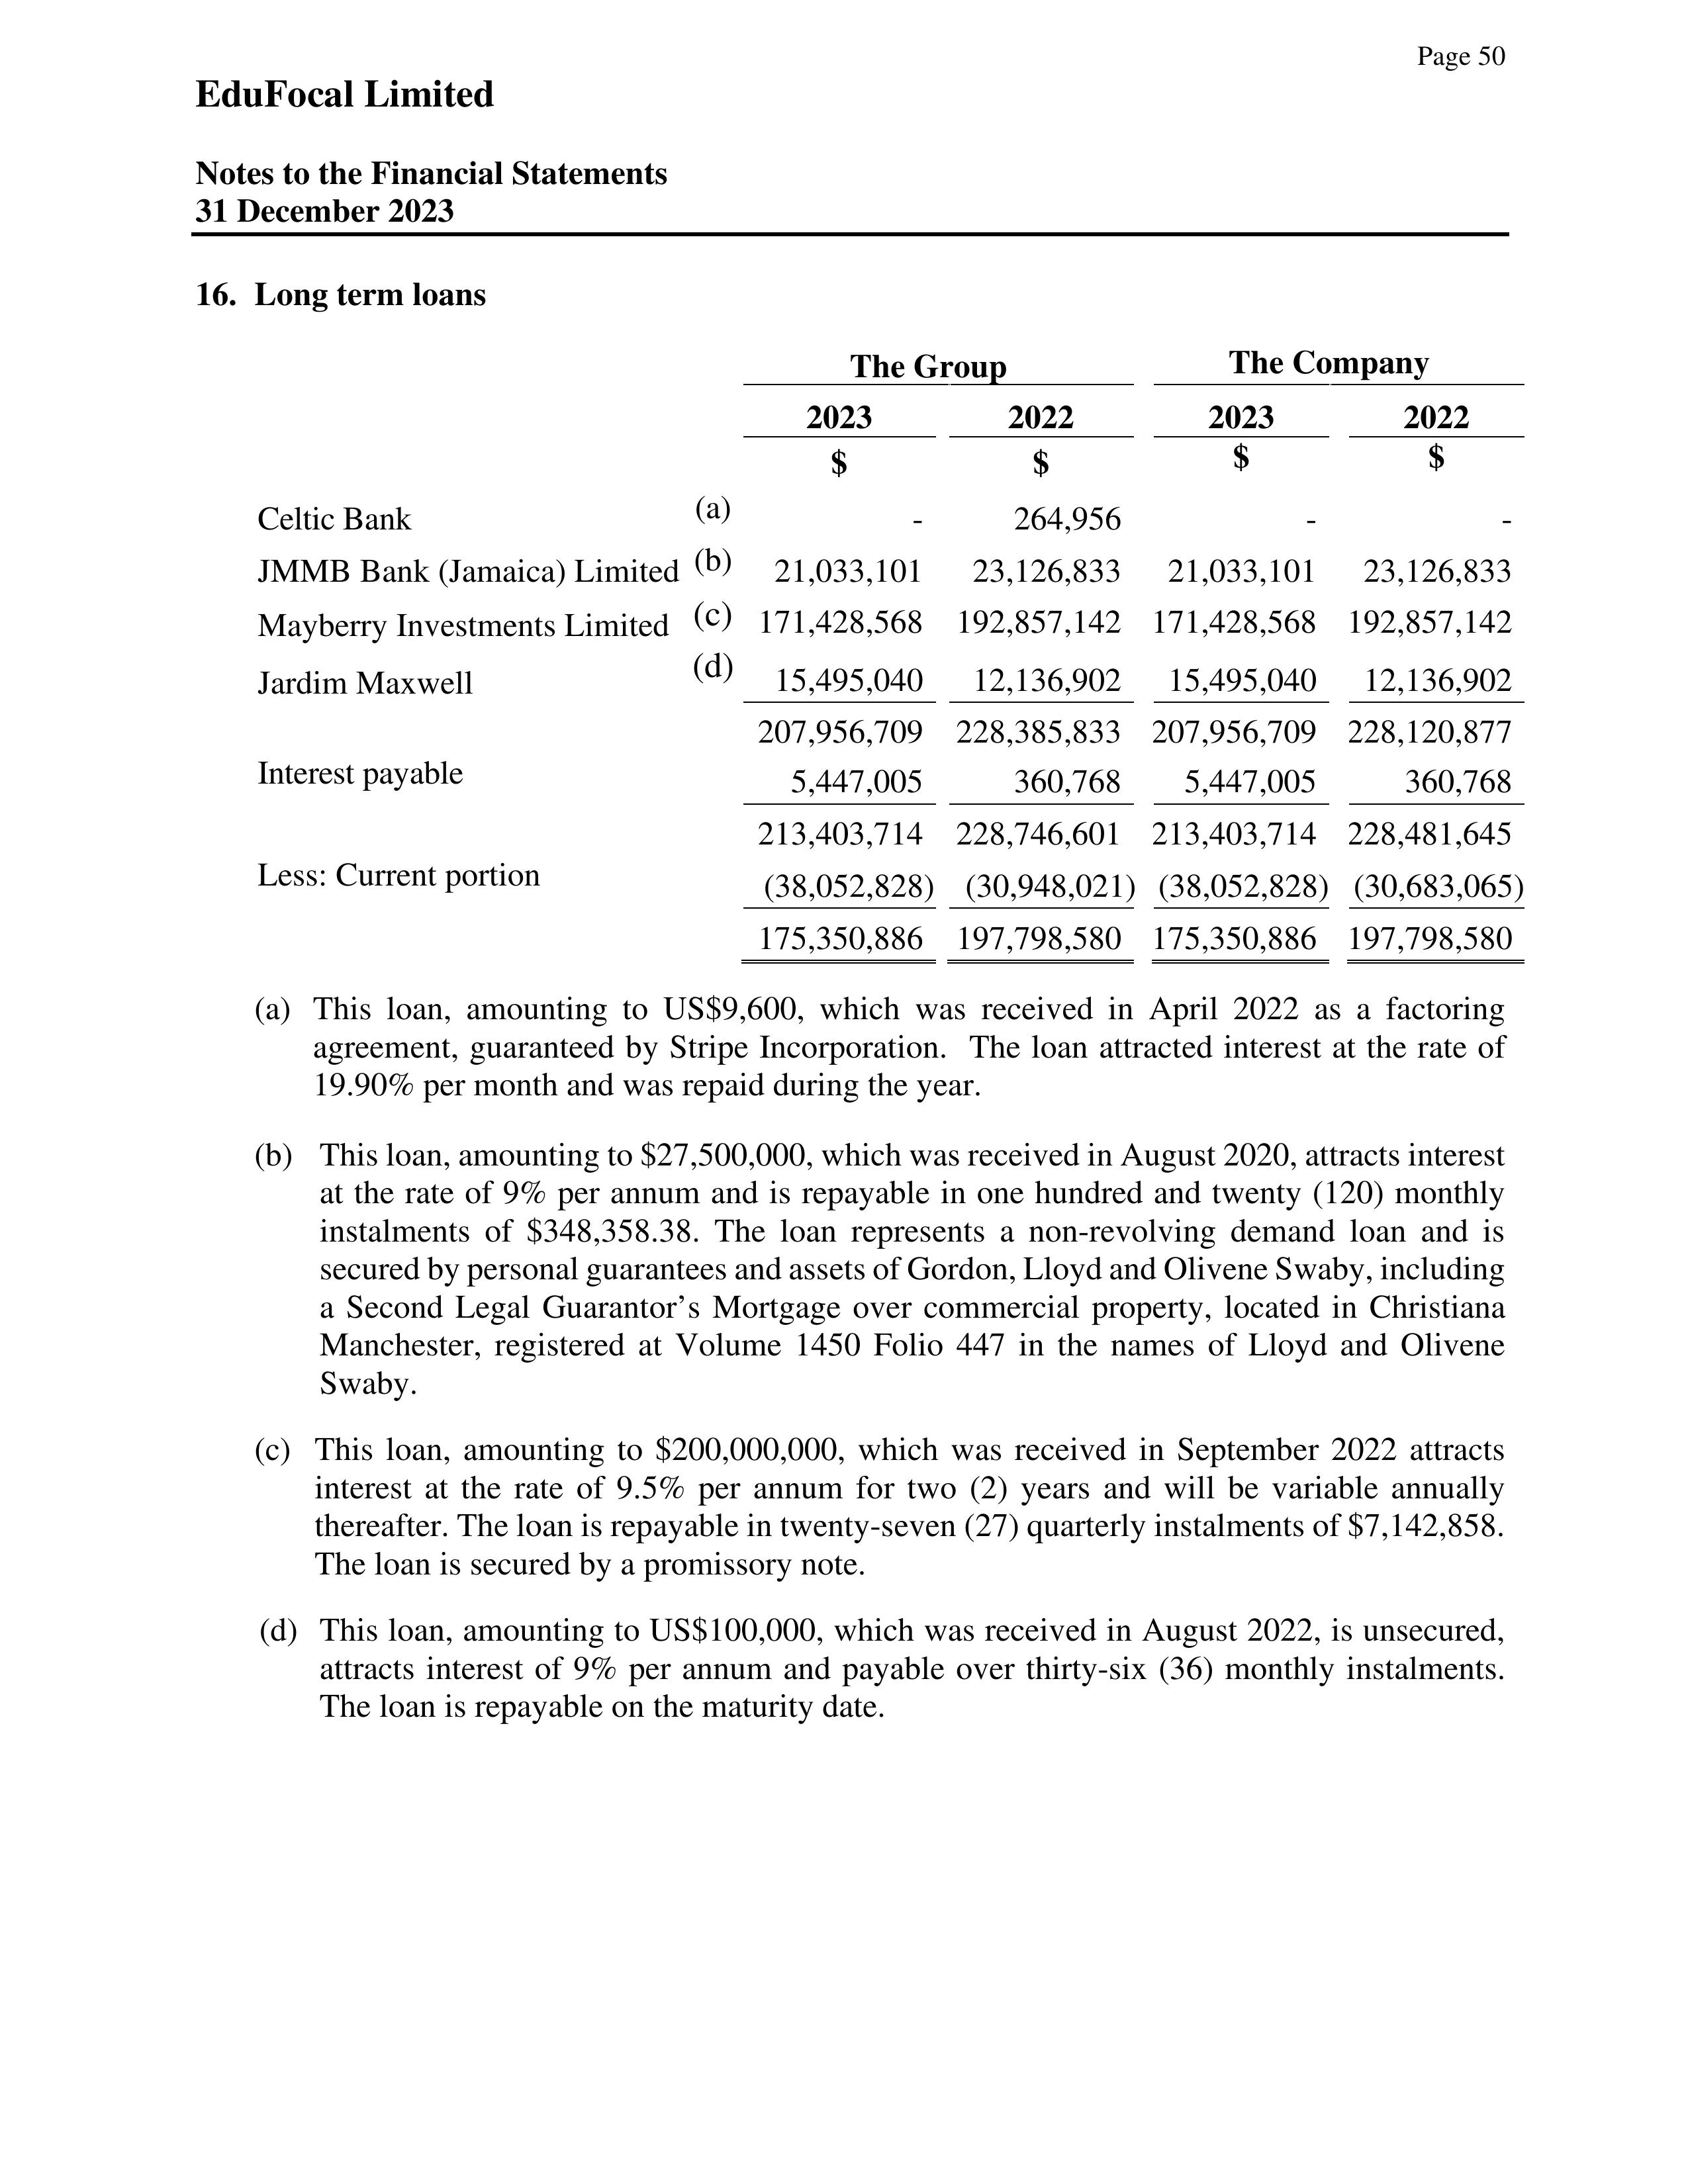 Page 50
EduFocal Limited
Notes to the Financial Statements
31 December 2023
16. Long term loans
The Group The Company
2023 2022 2023 2022
$ $ $ $
Celtic Bank (a) - 264,956 - -
JMMB Bank (Jamaica) Limited (b) 21,033,101 23,126,833 21,033,101 23,126,833
Mayberry Investments Limited (c) 171,428,568 192,857,142 171,428,568 192,857,142
Jardim Maxwell (d) 15,495,040 12,136,902 15,495,040 12,136,902
207,956,709 228,385,833 207,956,709 228,120,877
Interest payable 5,447,005 360,768 5,447,005 360,768
213,403,714 228,746,601 213,403,714 228,481,645
Less: Current portion (38,052,828) (30,948,021) (38,052,828) (30,683,065)
175,350,886 197,798,580 175,350,886 197,798,580
(a) This loan, amounting to US$9,600, which was received in April 2022 as a factoring
agreement, guaranteed by Stripe Incorporation. The loan attracted interest at the rate of
19.90% per month and was repaid during the year.
(b) This loan, amounting to $27,500,000, which was received in August 2020, attracts interest
at the rate of 9% per annum and is repayable in one hundred and twenty (120) monthly
instalments of $348,358.38. The loan represents a non-revolving demand loan and is
secured by personal guarantees and assets of Gordon, Lloyd and Olivene Swaby, including
a Second Legal Guarantor’s Mortgage over commercial property, located in Christiana
Manchester, registered at Volume 1450 Folio 447 in the names of Lloyd and Olivene
Swaby.
(c) This loan, amounting to $200,000,000, which was received in September 2022 attracts
interest at the rate of 9.5% per annum for two (2) years and will be variable annually
thereafter. The loan is repayable in twenty-seven (27) quarterly instalments of $7,142,858.
The loan is secured by a promissory note.
(d) This loan, amounting to US$100,000, which was received in August 2022, is unsecured,
attracts interest of 9% per annum and payable over thirty-six (36) monthly instalments.
The loan is repayable on the maturity date.